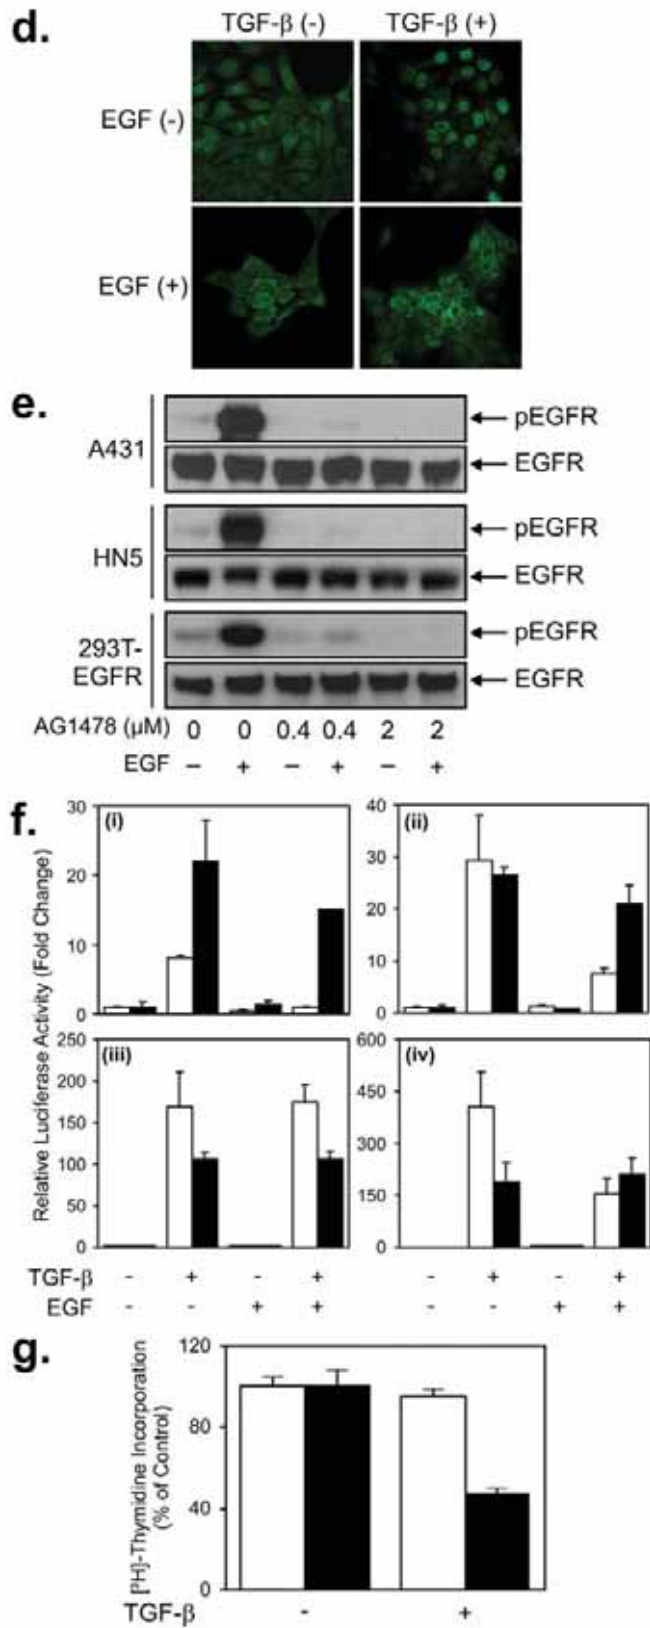 d.
TGF-β (-) TGF-β (+)
EGF (-)
EGF (+)
e.
A431
pEGFR
EGFR
HN5
pEGFR
EGFR
293T-
EGFR
pEGFR
EGFR
AG1478 (μM) 0 0 0.4 0.4 2 2
EGF – + – + – +
f.
Relative Luciferase Activity (Fold Change)
(i)
30
20
10
0
(ii)
40
30
20
10
0
(iii)
250
200
150
100
50
0
(iv)
600
450
300
150
0
TGF-β - + - + - + - +
EGF - - + + - - + +
g.
[³H]-Thymidine Incorporation
(% of Control)
120
80
40
0
TGF-β - +